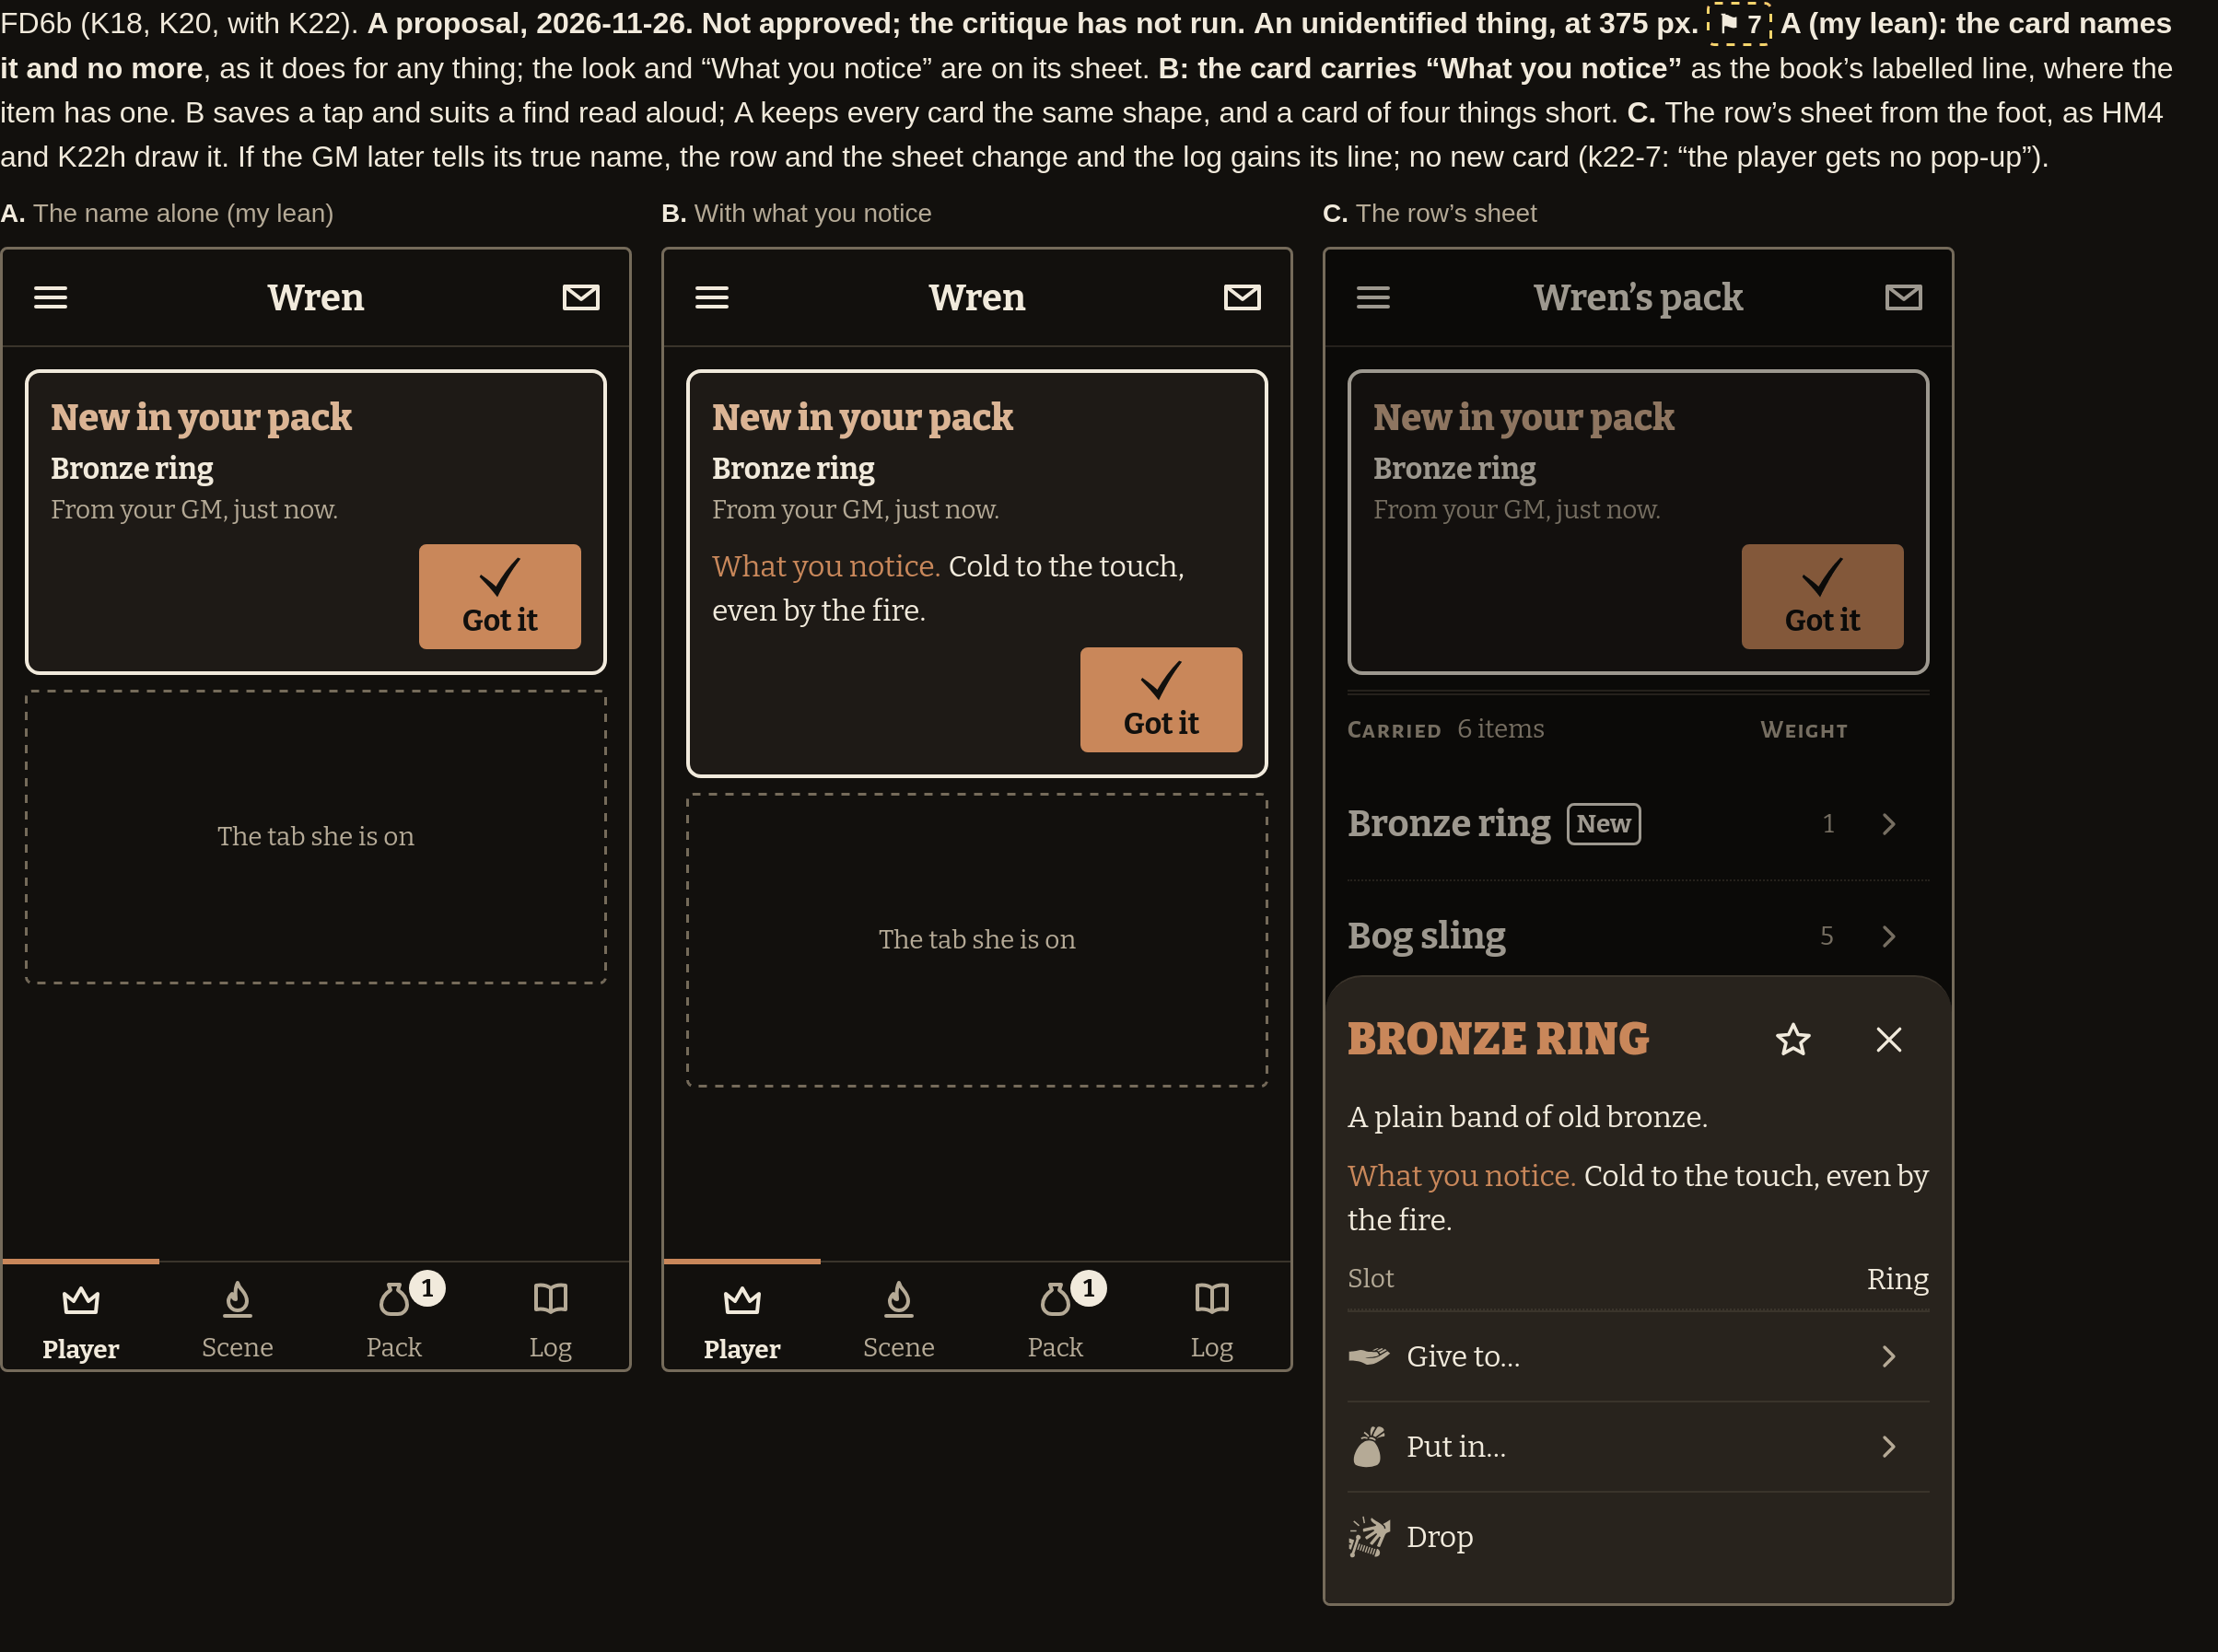 FD6b (K18, K20, with K22). A proposal, 2026-11-26. Not approved; the critique has not run. An unidentified thing, at 375 px. ⚑ 7 A (my lean): the card names
it and no more, as it does for any thing; the look and “What you notice” are on its sheet. B: the card carries “What you notice” as the book’s labelled line, where the
item has one. B saves a tap and suits a find read aloud; A keeps every card the same shape, and a card of four things short. C. The row’s sheet from the foot, as HM4
and K22h draw it. If the GM later tells its true name, the row and the sheet change and the log gains its line; no new card (k22-7: “the player gets no pop-up”).
A. The name alone (my lean)
Wren
New in your pack
Bronze ring
From your GM, just now.
Got it
The tab she is on
Player
Scene
1
Pack
Log
B. With what you notice
Wren
New in your pack
Bronze ring
From your GM, just now.
What you notice. Cold to the touch,
even by the fire.
Got it
The tab she is on
Player
Scene
1
Pack
Log
C. The row’s sheet
Wren’s pack
New in your pack
Bronze ring
From your GM, just now.
Got it
Carried 6 items Weight
Bronze ring New 1
Bog sling 5
BRONZE RING
A plain band of old bronze.
What you notice. Cold to the touch, even by
the fire.
Slot Ring
Give to…
Put in…
Drop